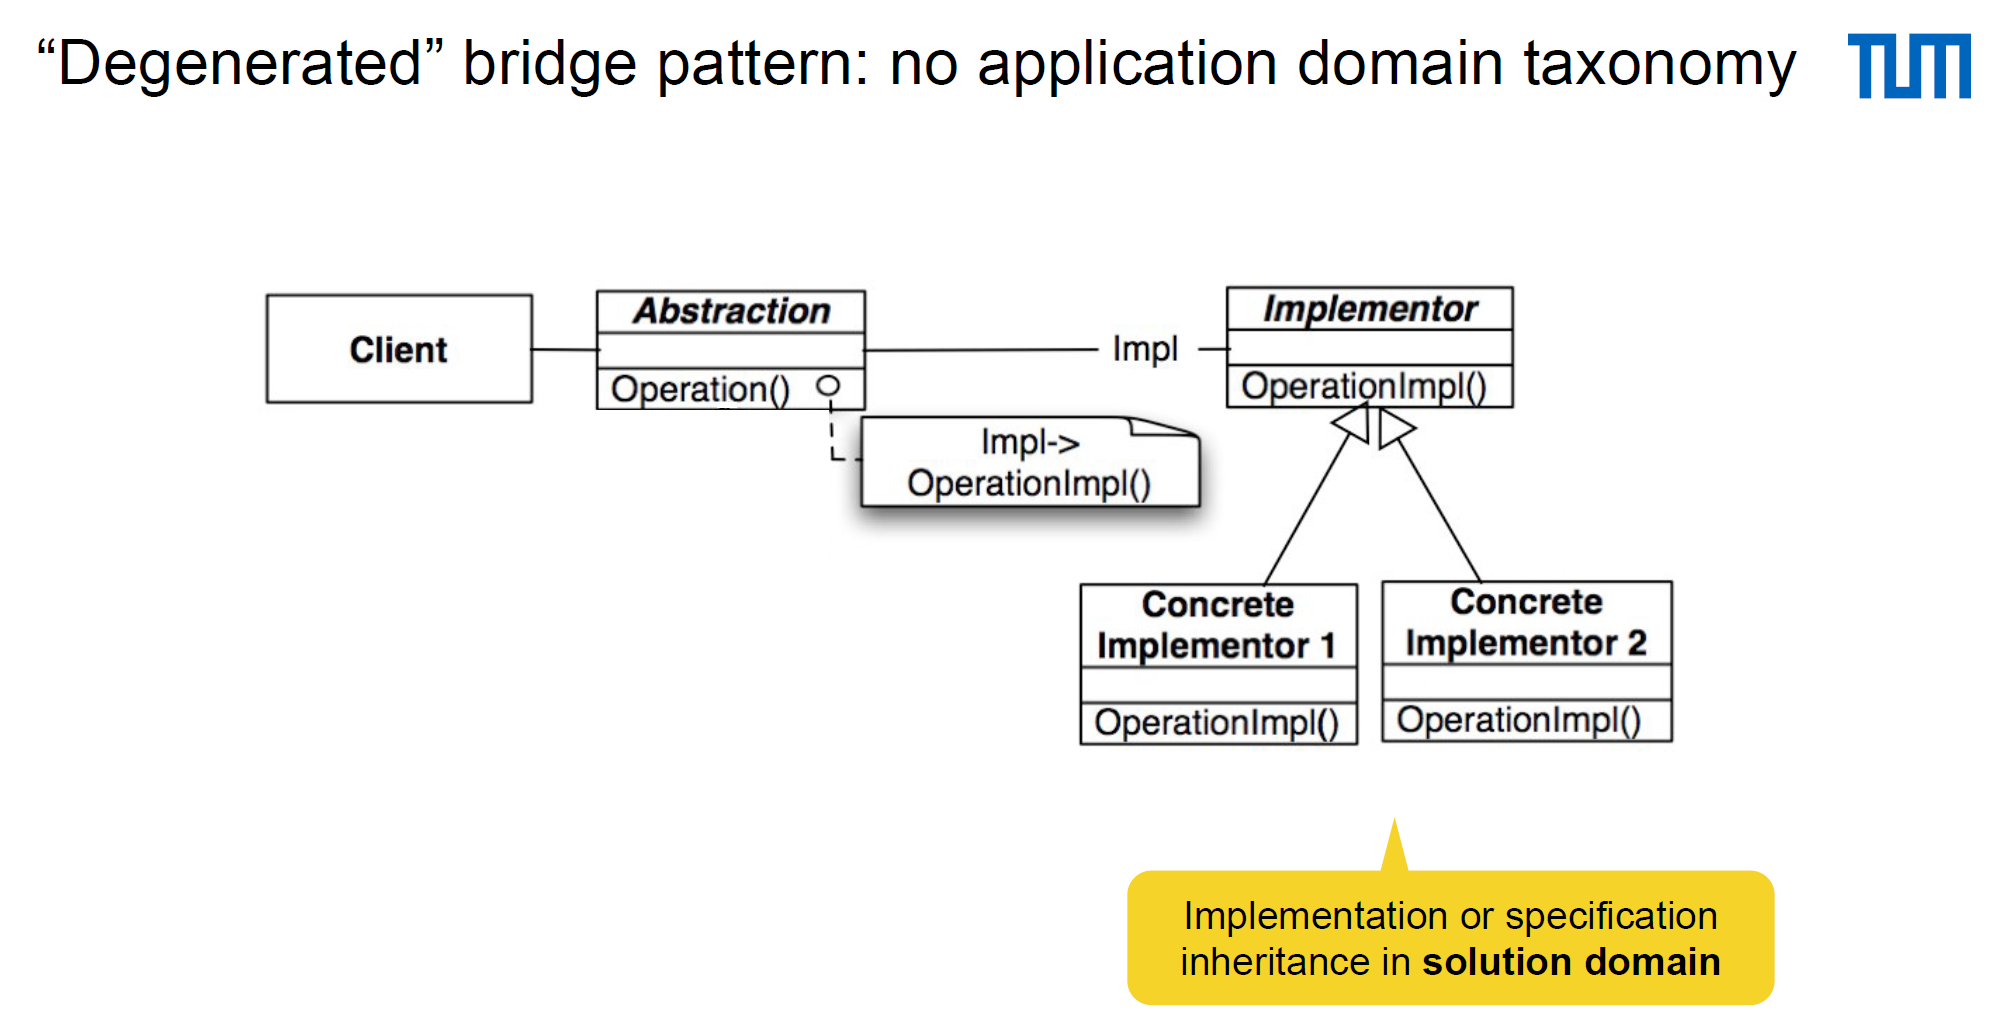 “Degenerated” bridge pattern: no application domain taxonomy
TUM
Client
Abstraction
Operation()
Impl
Implementor
OperationImpl()
Impl->
OperationImpl()
Concrete
Implementor 1
OperationImpl()
Concrete
Implementor 2
OperationImpl()
Implementation or specification
inheritance in solution domain